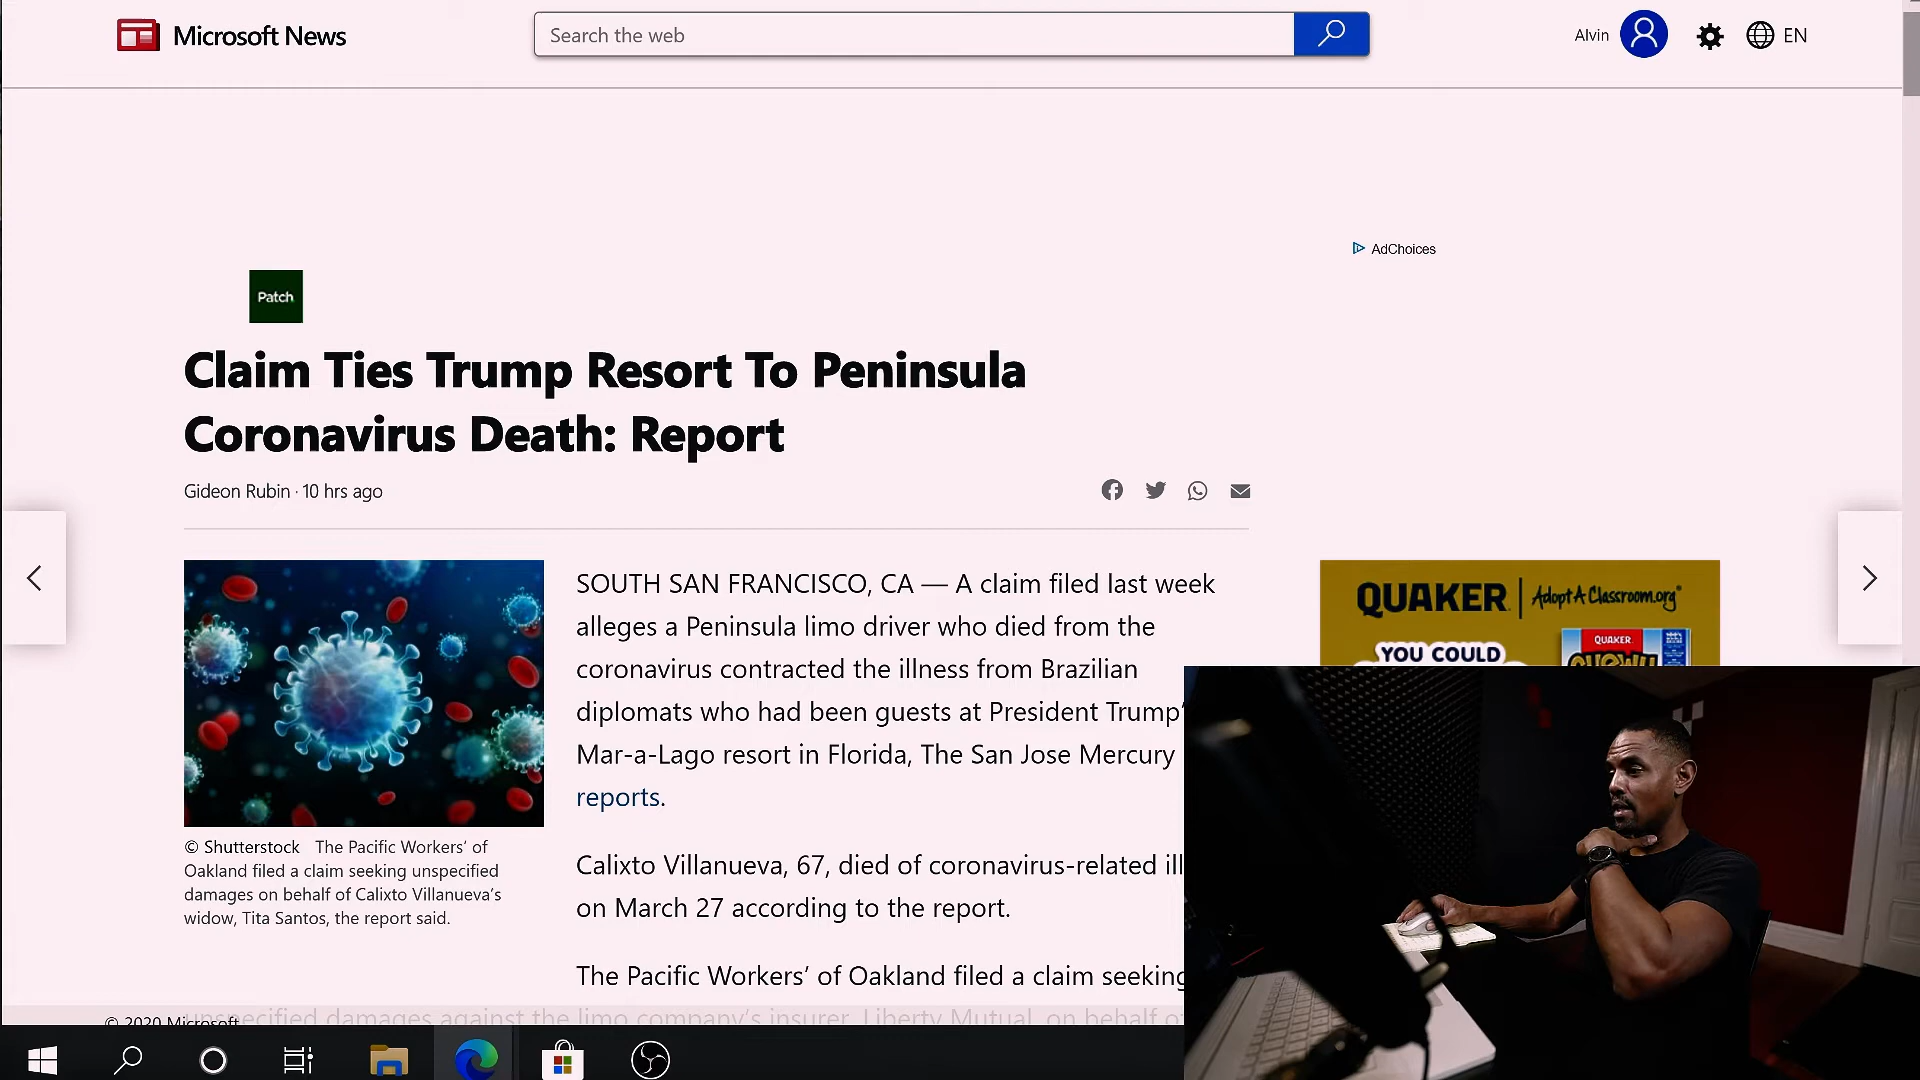 Microsoft News
Search the web
Alvin
EN
AdChoices
Patch
Claim Ties Trump Resort To Peninsula
Coronavirus Death: Report
Gideon Rubin · 10 hrs ago
SOUTH SAN FRANCISCO, CA — A claim filed last week
alleges a Peninsula limo driver who died from the
coronavirus contracted the illness from Brazilian
diplomats who had been guests at President Trump'
Mar-a-Lago resort in Florida, The San Jose Mercury
reports.
Calixto Villanueva, 67, died of coronavirus-related ill
on March 27 according to the report.
The Pacific Workers’ of Oakland filed a claim seeking
unspecified damages against the limo company’s insurer, Liberty Mutual, on behalf of
© Shutterstock The Pacific Workers’ of
Oakland filed a claim seeking unspecified
damages on behalf of Calixto Villanueva’s
widow, Tita Santos, the report said.
QUAKER | AdoptAClassroom.org
YOU COULD
QUAKER
chewy
© 2020 Microsoft